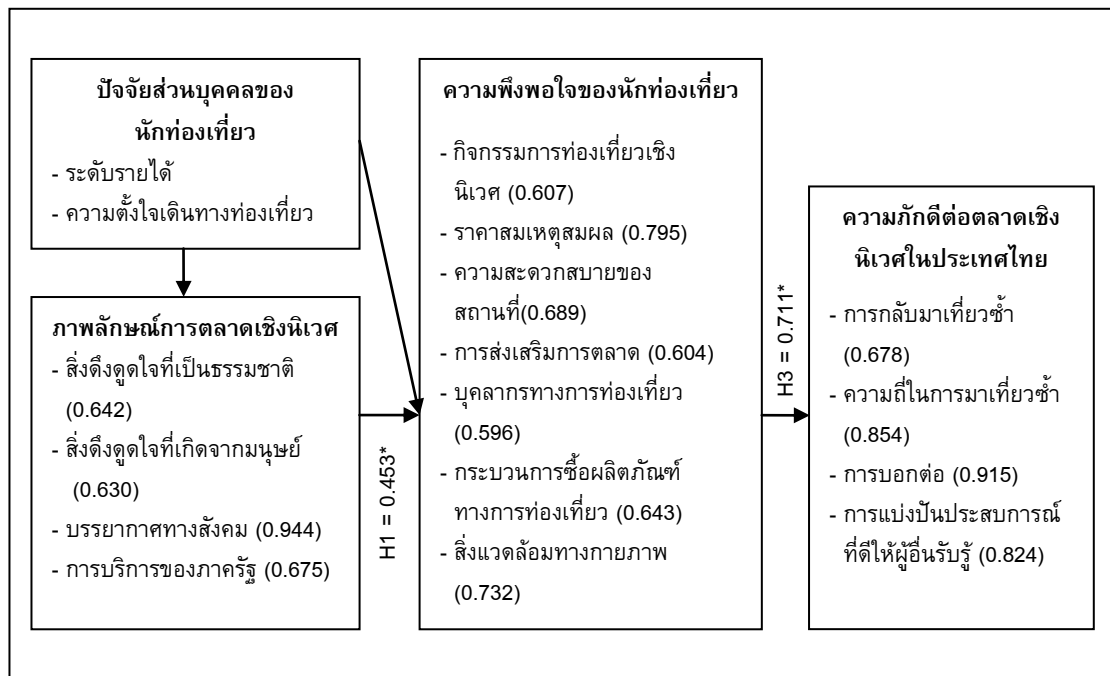 ปัจจัยส่วนบุคคลของ
นักท่องเที่ยว
- ระดับรายได้
- ความตั้งใจเดินทางท่องเที่ยว
ภาพลักษณ์การตลาดเชิงนิเวศ
- สิ่งดึงดูดใจที่เป็นธรรมชาติ
(0.642)
- สิ่งดึงดูดใจที่เกิดจากมนุษย์
(0.630)
- บรรยากาศทางสังคม (0.944)
- การบริการของภาครัฐ (0.675)
H1 = 0.453*
ความพึงพอใจของนักท่องเที่ยว
- กิจกรรมการท่องเที่ยวเชิง
นิเวศ (0.607)
- ราคาสมเหตุสมผล (0.795)
- ความสะดวกสบายของ
สถานที่(0.689)
- การส่งเสริมการตลาด (0.604)
- บุคลากรทางการท่องเที่ยว
(0.596)
- กระบวนการซื้อผลิตภัณฑ์
ทางการท่องเที่ยว (0.643)
- สิ่งแวดล้อมทางกายภาพ
(0.732)
H3 = 0.711*
ความภักดีต่อตลาดเชิง
นิเวศในประเทศไทย
- การกลับมาเที่ยวซ้ำ
(0.678)
- ความถี่ในการมาเที่ยวซ้ำ
(0.854)
- การบอกต่อ (0.915)
- การแบ่งปันประสบการณ์
ที่ดีให้ผู้อื่นรับรู้ (0.824)